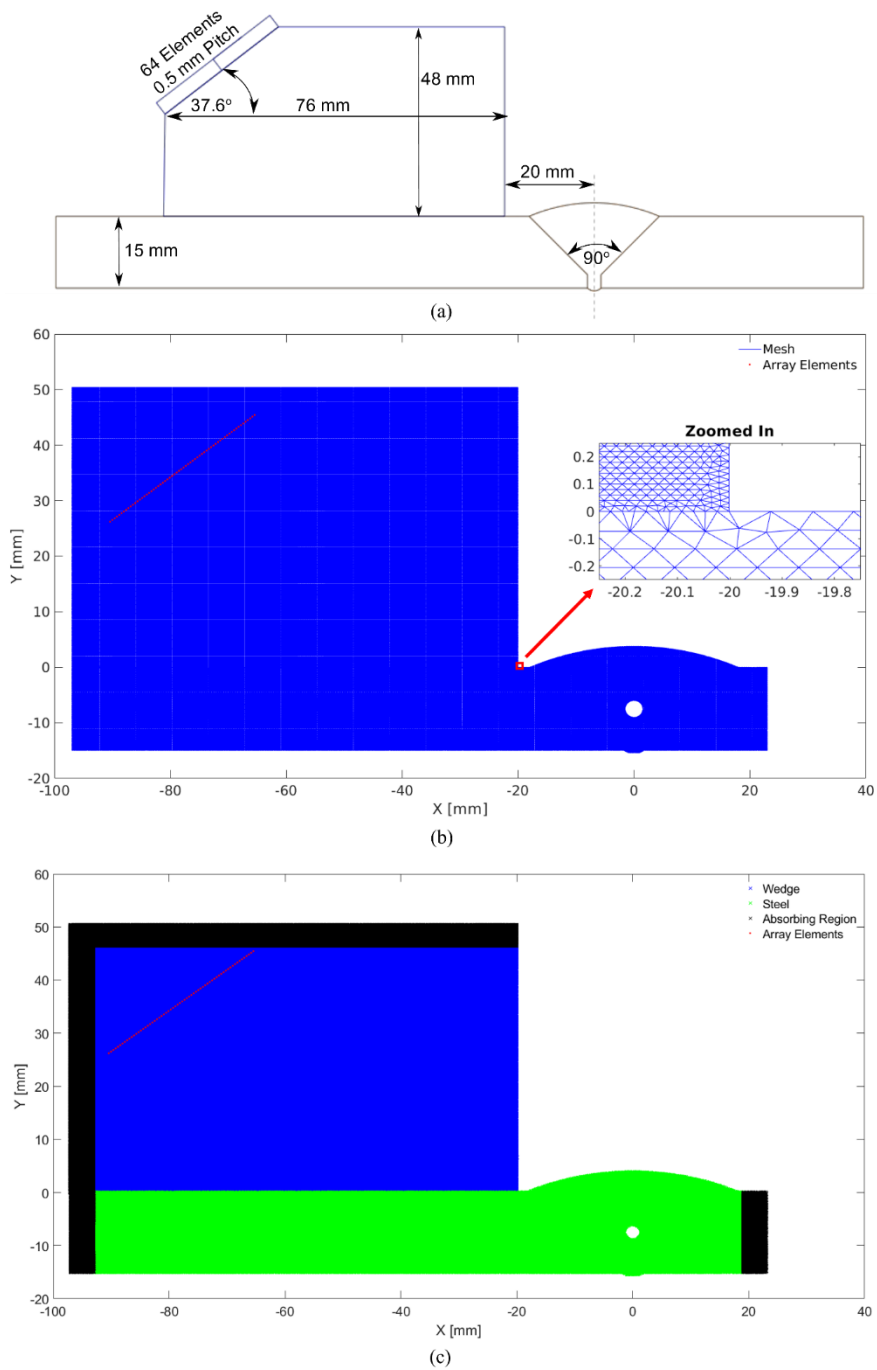 64 Elements
0.5 mm Pitch
48 mm
37.6°
76 mm
20 mm
15 mm
90°
(a)
60
50
40
30
20
10
0
-10
-20
Y [mm]
Mesh
Array Elements
Zoomed In
0.2
0.1
0
-0.1
-0.2
-20.2 -20.1 -20 -19.9 -19.8
-100 -80 -60 -40 -20 0 20 40
X [mm]
(b)
60
50
40
30
20
10
0
-10
-20
Y [mm]
Wedge
Steel
Absorbing Region
Array Elements
-100 -80 -60 -40 -20 0 20 40
X [mm]
(c)